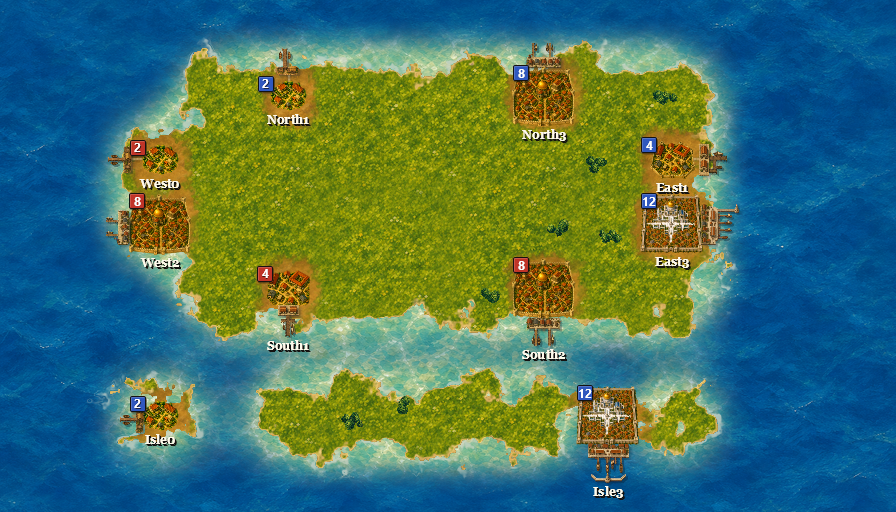 2
North1
8
North3
2
West0
4
East1
8
West2
12
East3
4
South1
8
South2
2
Isle0
12
Isle3